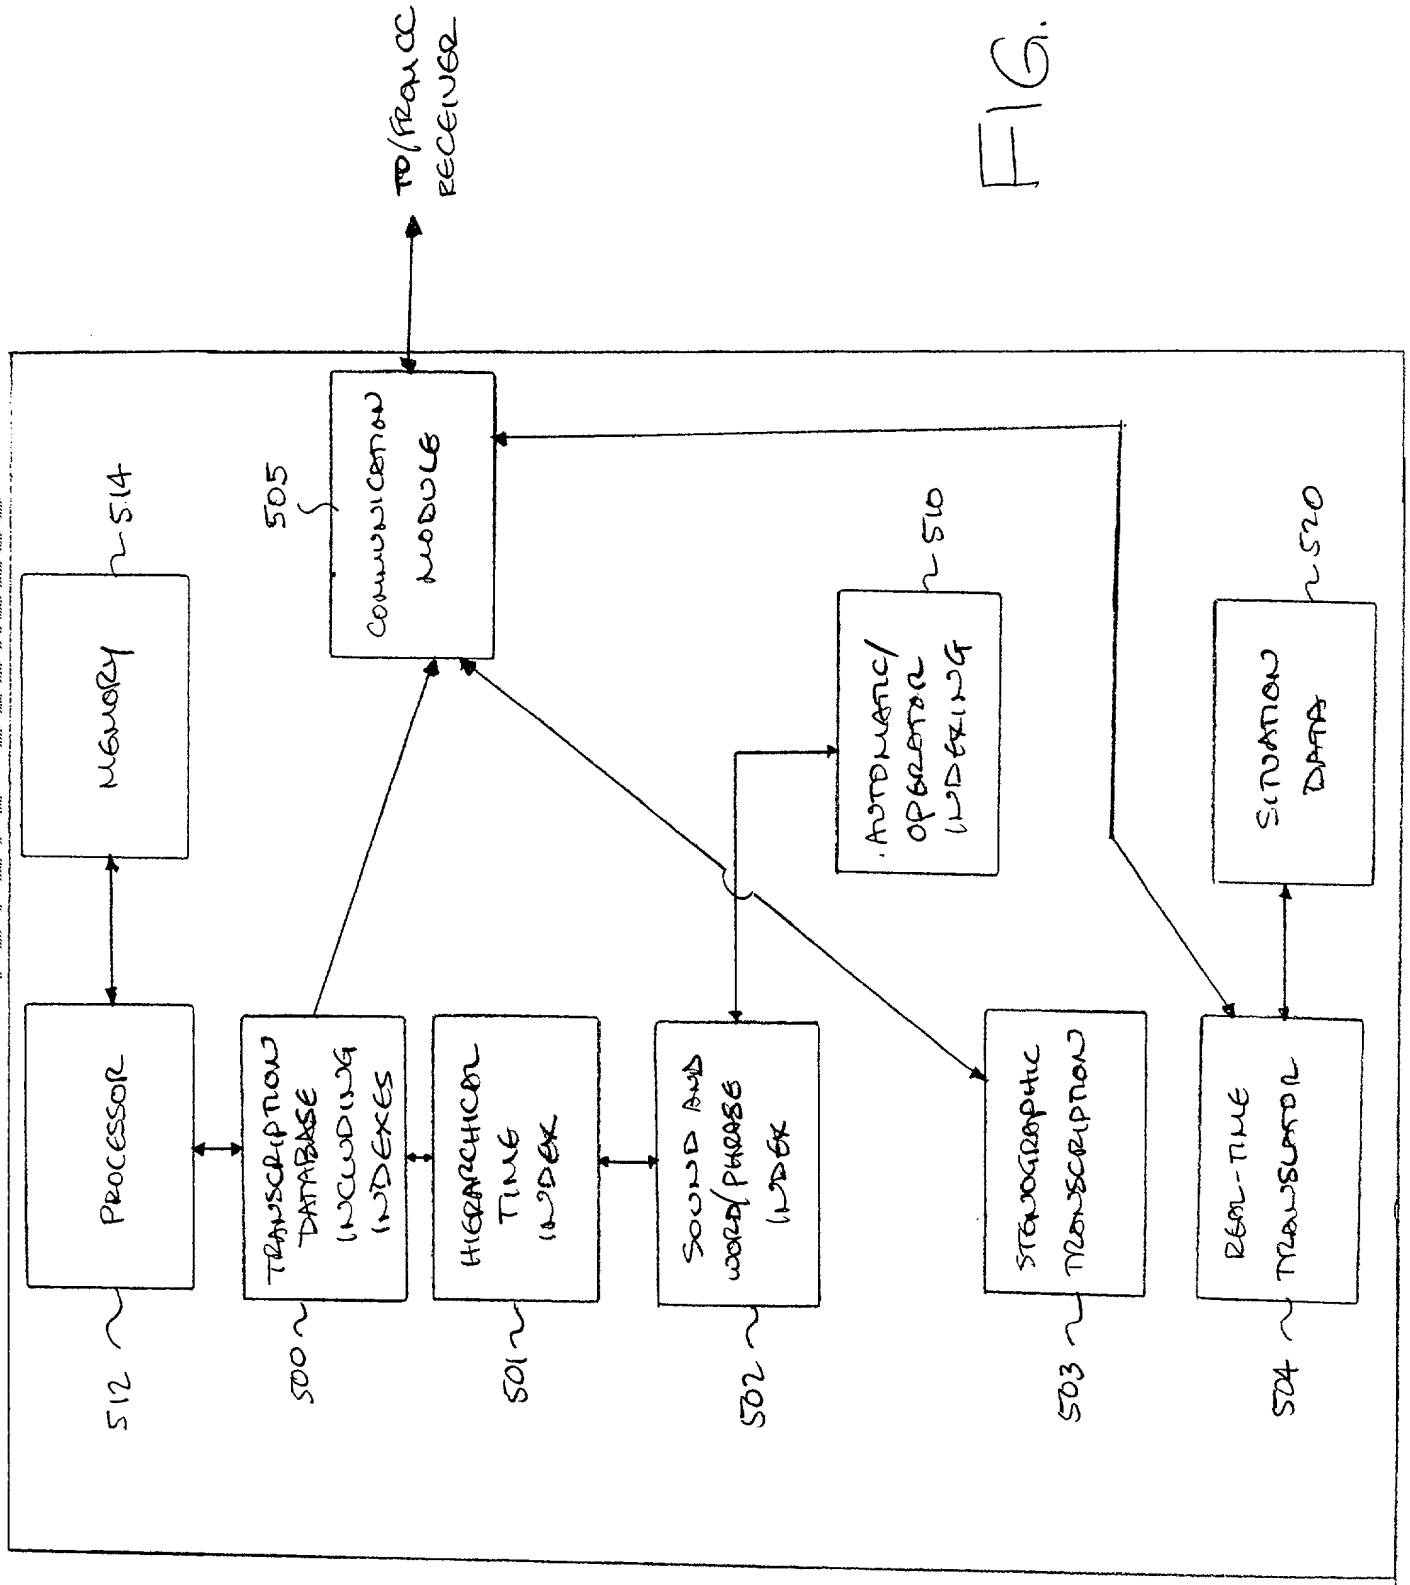 512
PROCESSOR
MEMORY
514
500
TRANSCRIPTION
DATABASE
INCLUDING
INDEXES
505
COMMUNICATION
MODULE
TO/FROM CC
RECEIVER
501
HIERARCHICAL
TIME
INDEX
502
SOUND AND
WORD/PHRASE
INDEX
AUTOMATIC/
OPERATOR
INDEXING
510
503
STENOGRAPHIC
TRANSCRIPTION
504
REAL-TIME
TRANSLATOR
SITUATION
DATA
520
FIG.